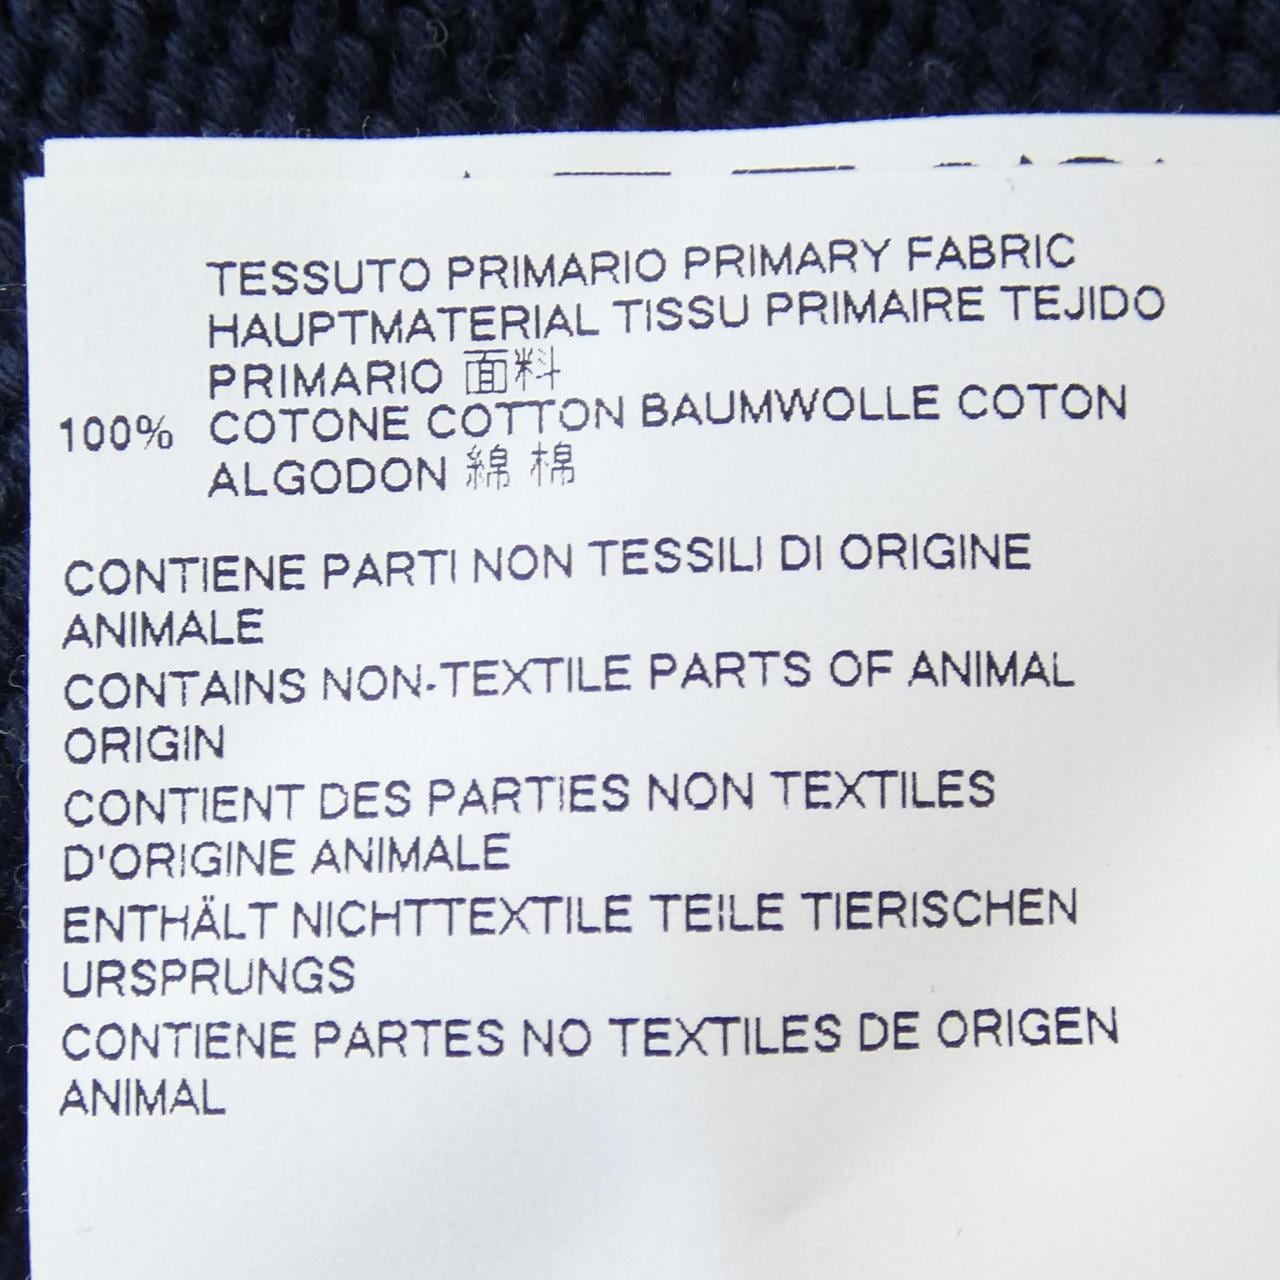 TESSUTO PRIMARIO PRIMARY FABRIC
HAUPTMATERIAL TISSU PRIMAIRE TEJIDO
PRIMARIO 面料
100% COTONE COTTON BAUMWOLLE COTON
ALGODON 綿 棉
CONTIENE PARTI NON TESSILI DI ORIGINE
ANIMALE
CONTAINS NON-TEXTILE PARTS OF ANIMAL
ORIGIN
CONTIENT DES PARTIES NON TEXTILES
D'ORIGINE ANIMALE
ENTHÄLT NICHTTEXTILE TEILE TIERISCHEN
URSPRUNGS
CONTIENE PARTES NO TEXTILES DE ORIGEN
ANIMAL